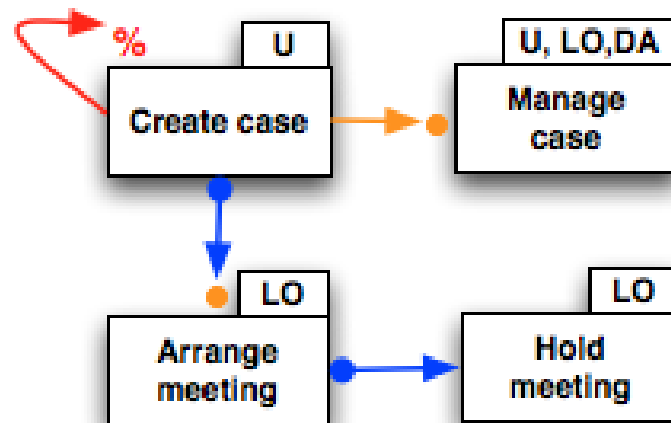 %
U
Create case
U, LO,DA
Manage
case
LO
Arrange
meeting
LO
Hold
meeting